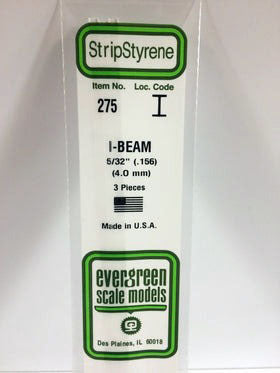 StripStyrene
Item No. Loc. Code
275 I
I-BEAM
5/32" (.156)
(4.0 mm)
3 Pieces
Made in U.S.A.
evergreen
scale models
Des Plaines, IL 60018